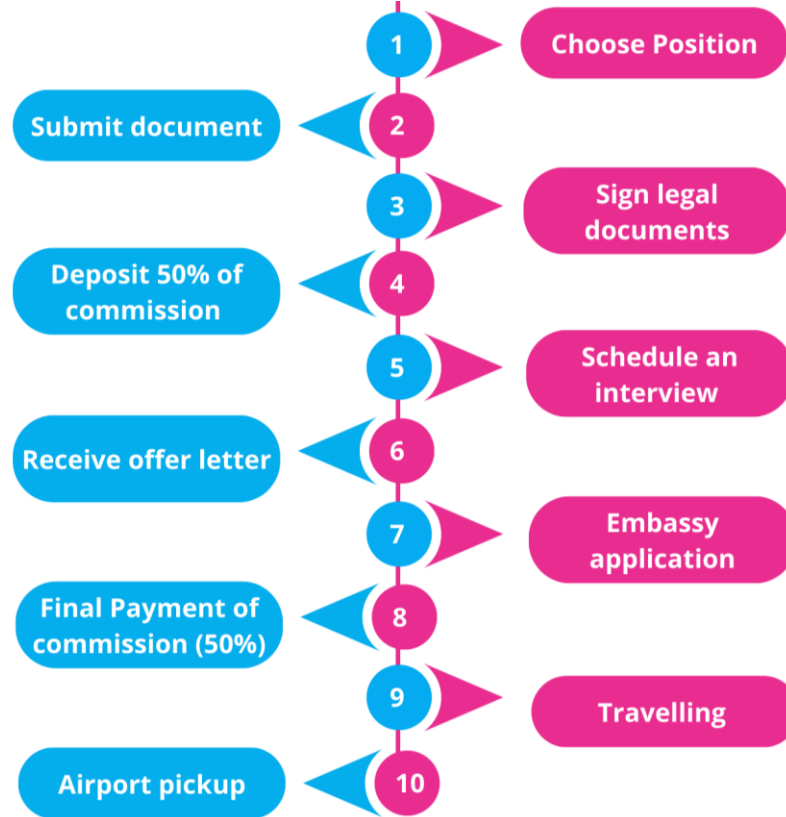 1
Choose Position
Submit document
2
3
Sign legal
documents
Deposit 50% of
commission
4
5
Schedule an
interview
Receive offer letter
6
7
Embassy
application
Final Payment of
commission (50%)
8
9
Travelling
Airport pickup
10